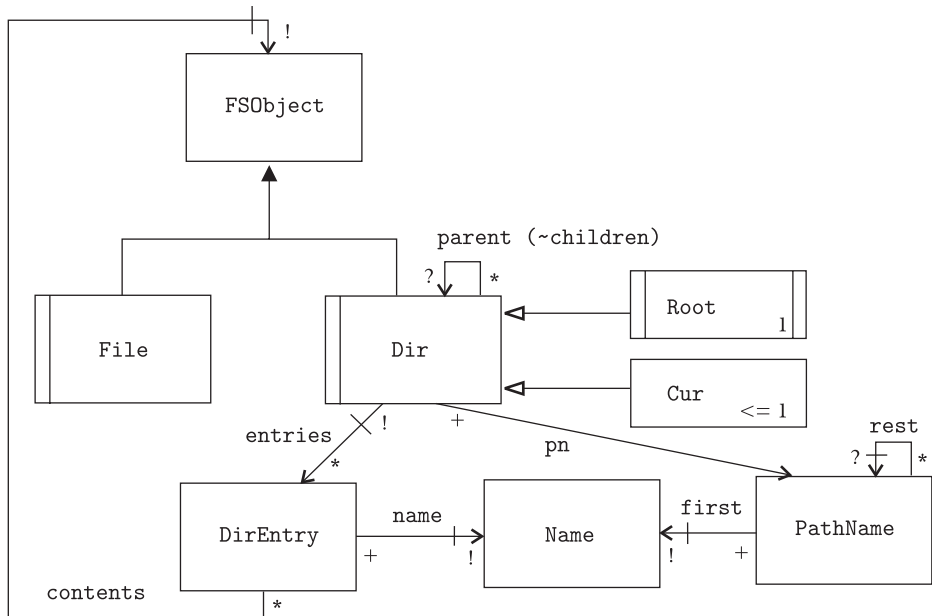 !
FSObject
parent (~children)
?
*
Root
1
File
Dir
Cur
<= 1
entries
!
*
+
pn
rest
?
*
DirEntry
name
+
!
Name
first
!
+
PathName
contents
*